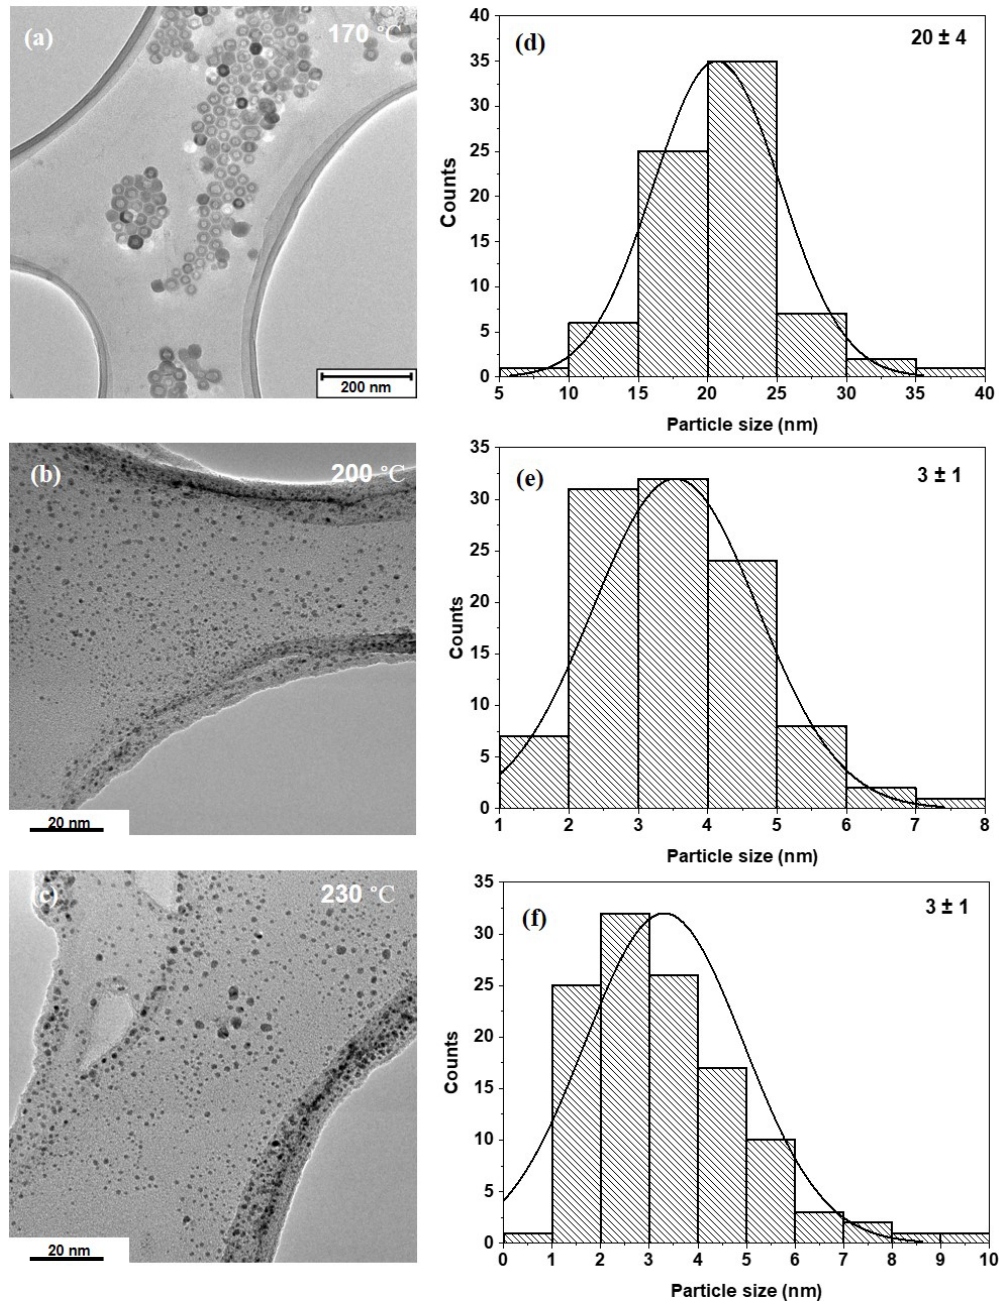 (a)
170 °C
200 nm
(d)
20 ± 4
Counts
40
35
30
25
20
15
10
5
0
5 10 15 20 25 30 35 40
Particle size (nm)
(b)
200 °C
20 nm
(e)
3 ± 1
Counts
35
30
25
20
15
10
5
0
1 2 3 4 5 6 7 8
Particle size (nm)
(c)
230 °C
20 nm
(f)
3 ± 1
Counts
35
30
25
20
15
10
5
0
0 1 2 3 4 5 6 7 8 9 10
Particle size (nm)